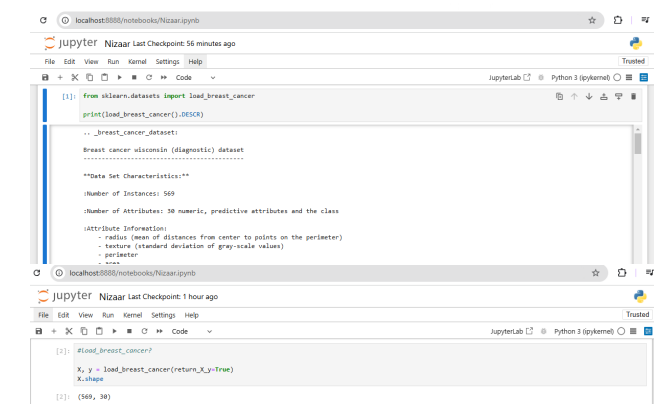 localhost:8888/notebooks/Nizaar.ipynb
jupyter Nizaar Last Checkpoint: 56 minutes ago
File Edit View Run Kernel Settings Help Trusted
Code JupyterLab Python 3 (ipykernel)
[1]: from sklearn.datasets import load_breast_cancer
print(load_breast_cancer().DESCR)
.. _breast_cancer_dataset:
Breast cancer wisconsin (diagnostic) dataset
--------------------------------------------
**Data Set Characteristics:**
:Number of Instances: 569
:Number of Attributes: 30 numeric, predictive attributes and the class
:Attribute Information:
- radius (mean of distances from center to points on the perimeter)
- texture (standard deviation of gray-scale values)
- perimeter
localhost:8888/notebooks/Nizaar.ipynb
jupyter Nizaar Last Checkpoint: 1 hour ago
File Edit View Run Kernel Settings Help Trusted
Code JupyterLab Python 3 (ipykernel)
[2]: #load_breast_cancer?
X, y = load_breast_cancer(return_X_y=True)
X.shape
[2]: (569, 30)